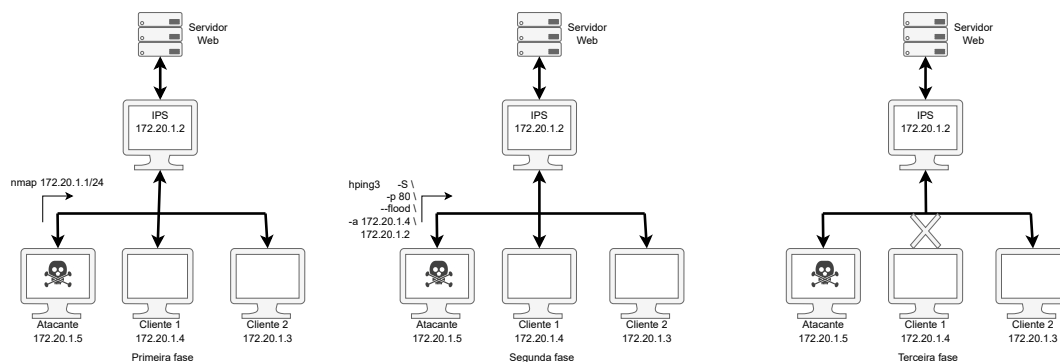 Servidor
Web
IPS
172.20.1.2
nmap 172.20.1.1/24
Atacante
172.20.1.5
Cliente 1
172.20.1.4
Cliente 2
172.20.1.3
Primeira fase
Servidor
Web
IPS
172.20.1.2
hping3 -S \
-p 80 \
--flood \
-a 172.20.1.4 \
172.20.1.2
Atacante
172.20.1.5
Cliente 1
172.20.1.4
Cliente 2
172.20.1.3
Segunda fase
Servidor
Web
IPS
172.20.1.2
Atacante
172.20.1.5
Cliente 1
172.20.1.4
Cliente 2
172.20.1.3
Terceira fase